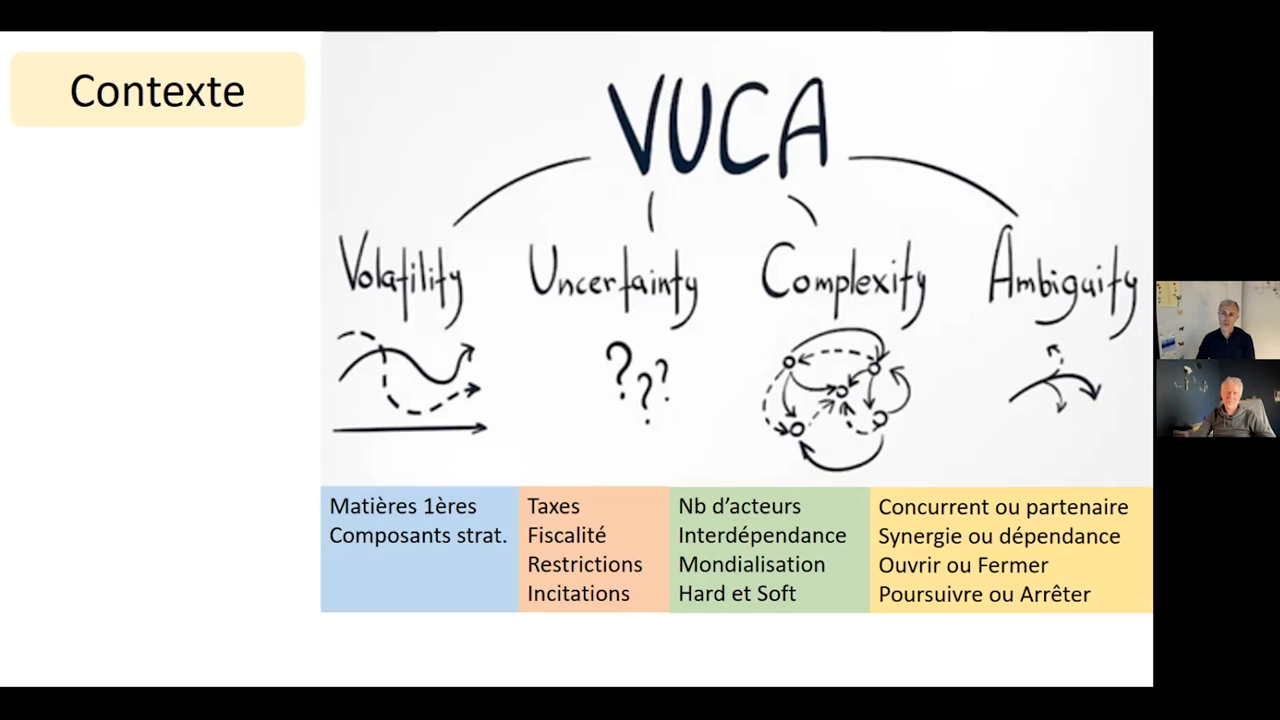 Contexte
VUCA
Volatility
Uncertainty
Complexity
Ambiguity
???
Matières 1ères
Composants strat.
Taxes
Fiscalité
Restrictions
Incitations
Nb d’acteurs
Interdépendance
Mondialisation
Hard et Soft
Concurrent ou partenaire
Synergie ou dépendance
Ouvrir ou Fermer
Poursuivre ou Arrêter